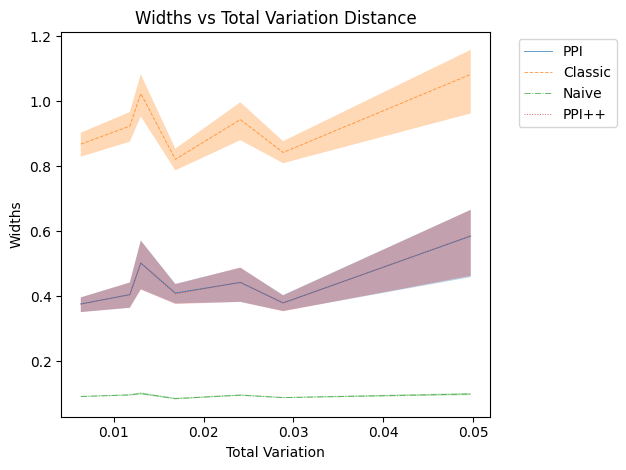 Widths vs Total Variation Distance
Widths
1.2
1.0
0.8
0.6
0.4
0.2
0.01
0.02
0.03
0.04
0.05
Total Variation
PPI
Classic
Naive
PPI++